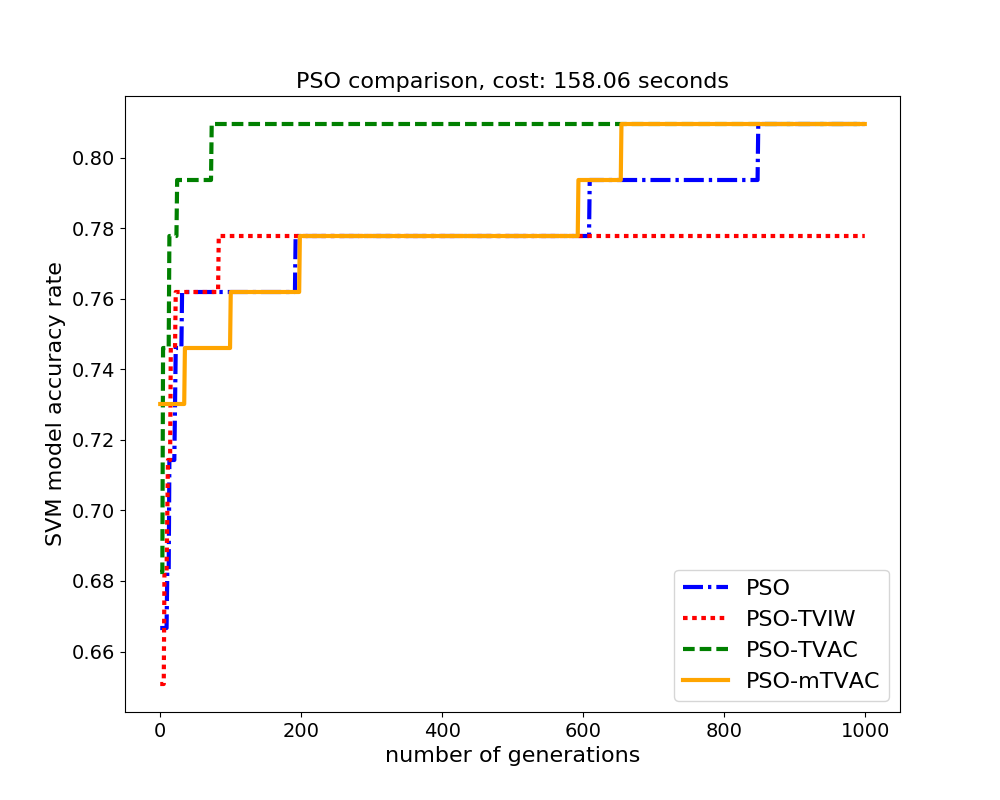 PSO comparison, cost: 158.06 seconds
SVM model accuracy rate
0.80
0.78
0.76
0.74
0.72
0.70
0.68
0.66
0 200 400 600 800 1000
number of generations
PSO
PSO-TVIW
PSO-TVAC
PSO-mTVAC